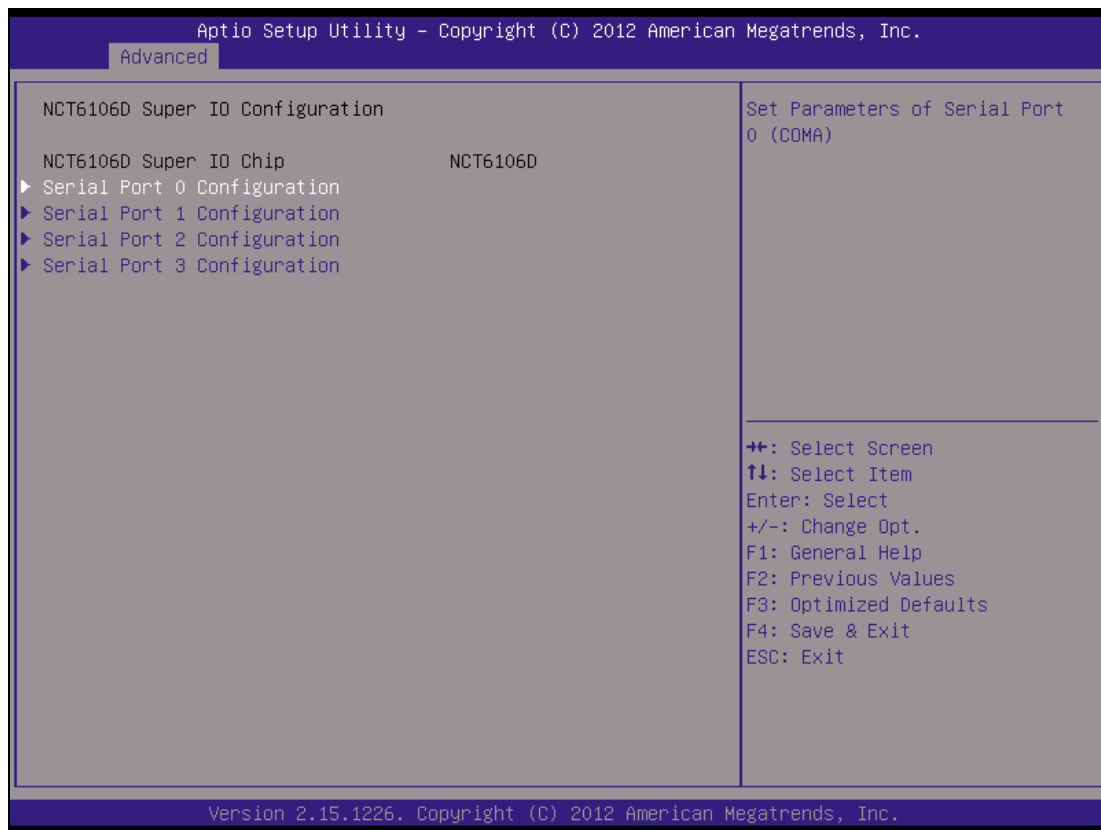 Aptio Setup Utility – Copyright (C) 2012 American Megatrends, Inc.
Advanced
NCT6106D Super IO Configuration
NCT6106D Super IO Chip NCT6106D
▶ Serial Port 0 Configuration
▶ Serial Port 1 Configuration
▶ Serial Port 2 Configuration
▶ Serial Port 3 Configuration
Set Parameters of Serial Port
0 (COMA)
→←: Select Screen
↑↓: Select Item
Enter: Select
+/-: Change Opt.
F1: General Help
F2: Previous Values
F3: Optimized Defaults
F4: Save & Exit
ESC: Exit
Version 2.15.1226. Copyright (C) 2012 American Megatrends, Inc.